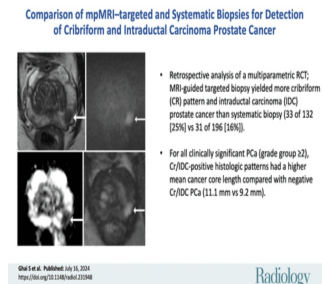 Comparison of mpMRI–targeted and Systematic Biopsies for Detection
of Cribriform and Intraductal Carcinoma Prostate Cancer
• Retrospective analysis of a multiparametric RCT;
MRI-guided targeted biopsy yielded more cribriform
(CR) pattern and intraductal carcinoma (IDC)
prostate cancer than systematic biopsy (33 of 132
[25%] vs 31 of 196 [16%]).
• For all clinically significant PCa (grade group ≥2),
Cr/IDC-positive histologic patterns had a higher
mean cancer core length compared with negative
Cr/IDC PCa (11.1 mm vs 9.2 mm).
Ghai S et al. Published: July 16, 2024
https://doi.org/10.1148/radiol.231948
Radiology